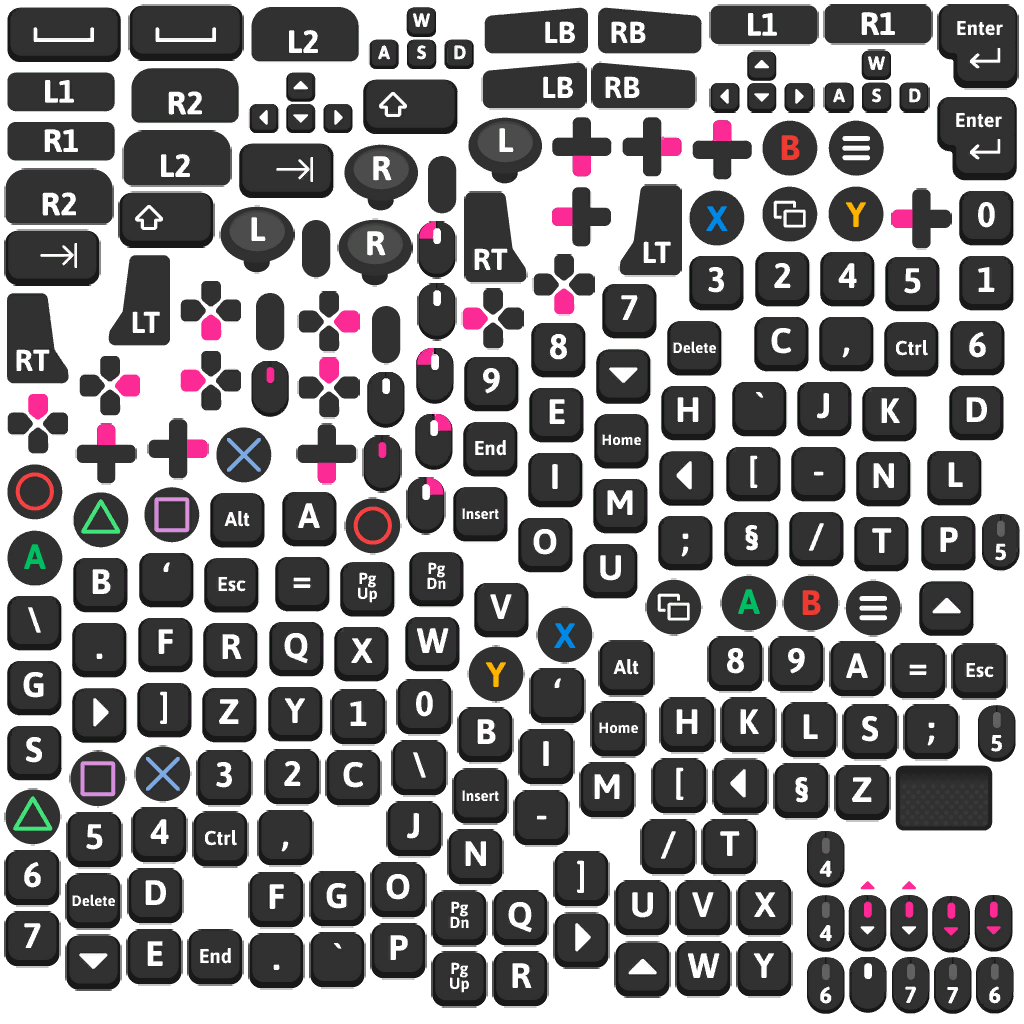 L2 W LB RB L1 R1 Enter
A S D
L1 R2 LB RB W
A S D
R1 L2 R L B Enter
R2 L R X Y 0
RT LT
3 2 4 5 1
LT 7
RT 8 Delete C , Ctrl 6
9 E H ` J K D
End Home
I [ - N L
Alt A Insert M
O ; § / T P 5
A B ‘ Esc = Pg Up Pg Dn U
\ V X A B
. F R Q X W
G Y Alt 8 9 A = Esc
] Z Y 1 0 ‘
S B Home H K L S ; 5
3 2 C \ I
Insert M [ § Z
5 4 Ctrl , J -
6 N / T 4
Delete D F G O ]
7 Pg Dn Q U V X 4
E End . ` P
Pg Up R W Y 6 7 7 6